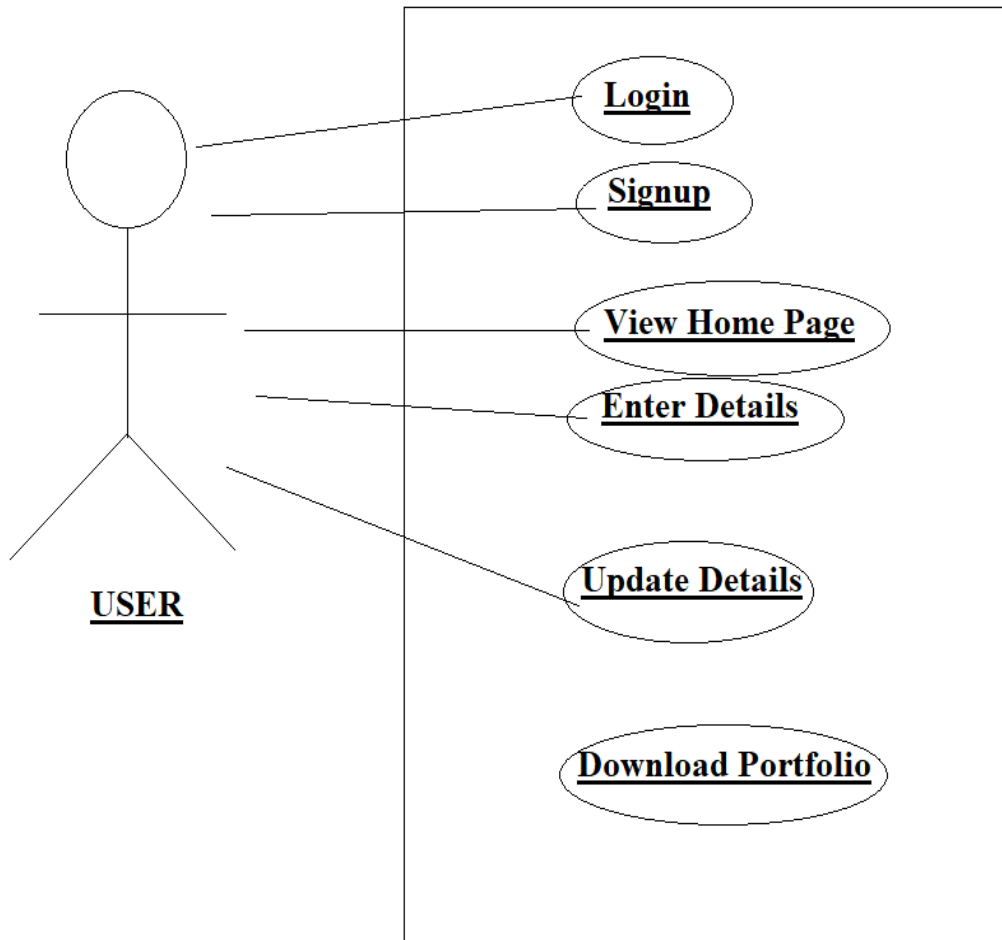 Login
Signup
View Home Page
Enter Details
Update Details
USER
Download Portfolio